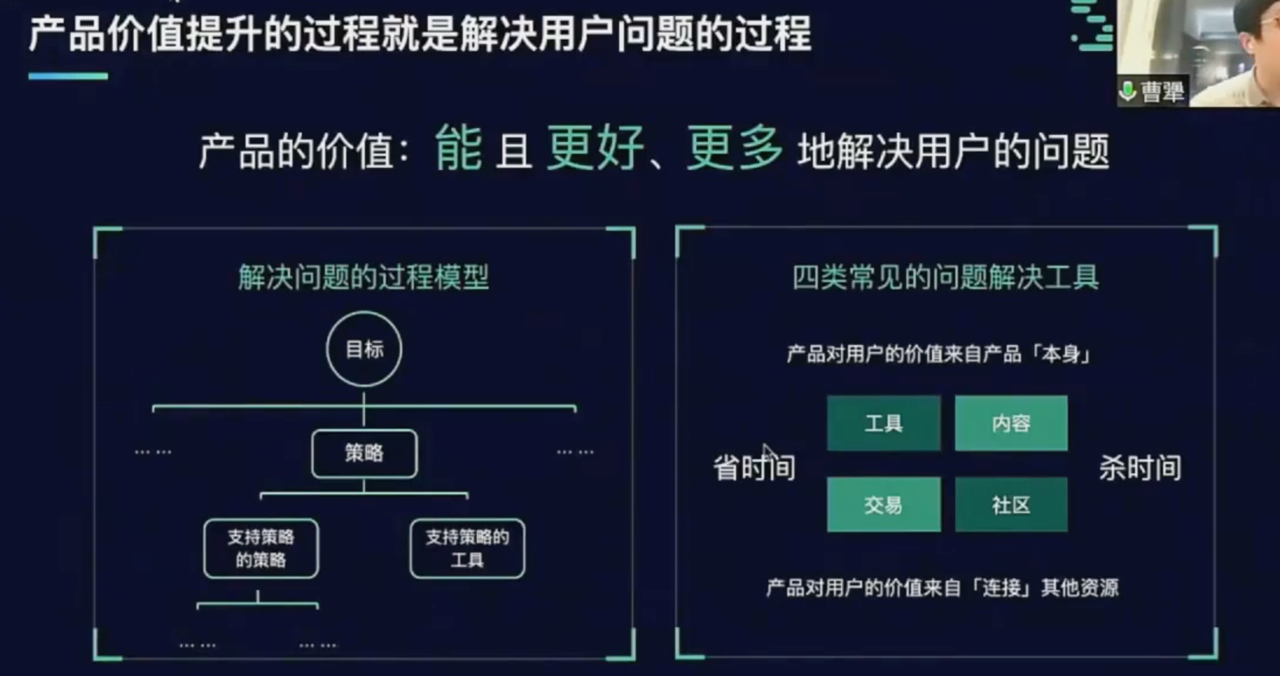 产品价值提升的过程就是解决用户问题的过程
曹犟
产品的价值：能 且 更好、更多 地解决用户的问题
解决问题的过程模型
目标
…… 策略 ……
支持策略
的策略
支持策略的
工具
…… ……
四类常见的问题解决工具
产品对用户的价值来自产品「本身」
工具 内容
省时间 杀时间
交易 社区
产品对用户的价值来自「连接」其他资源